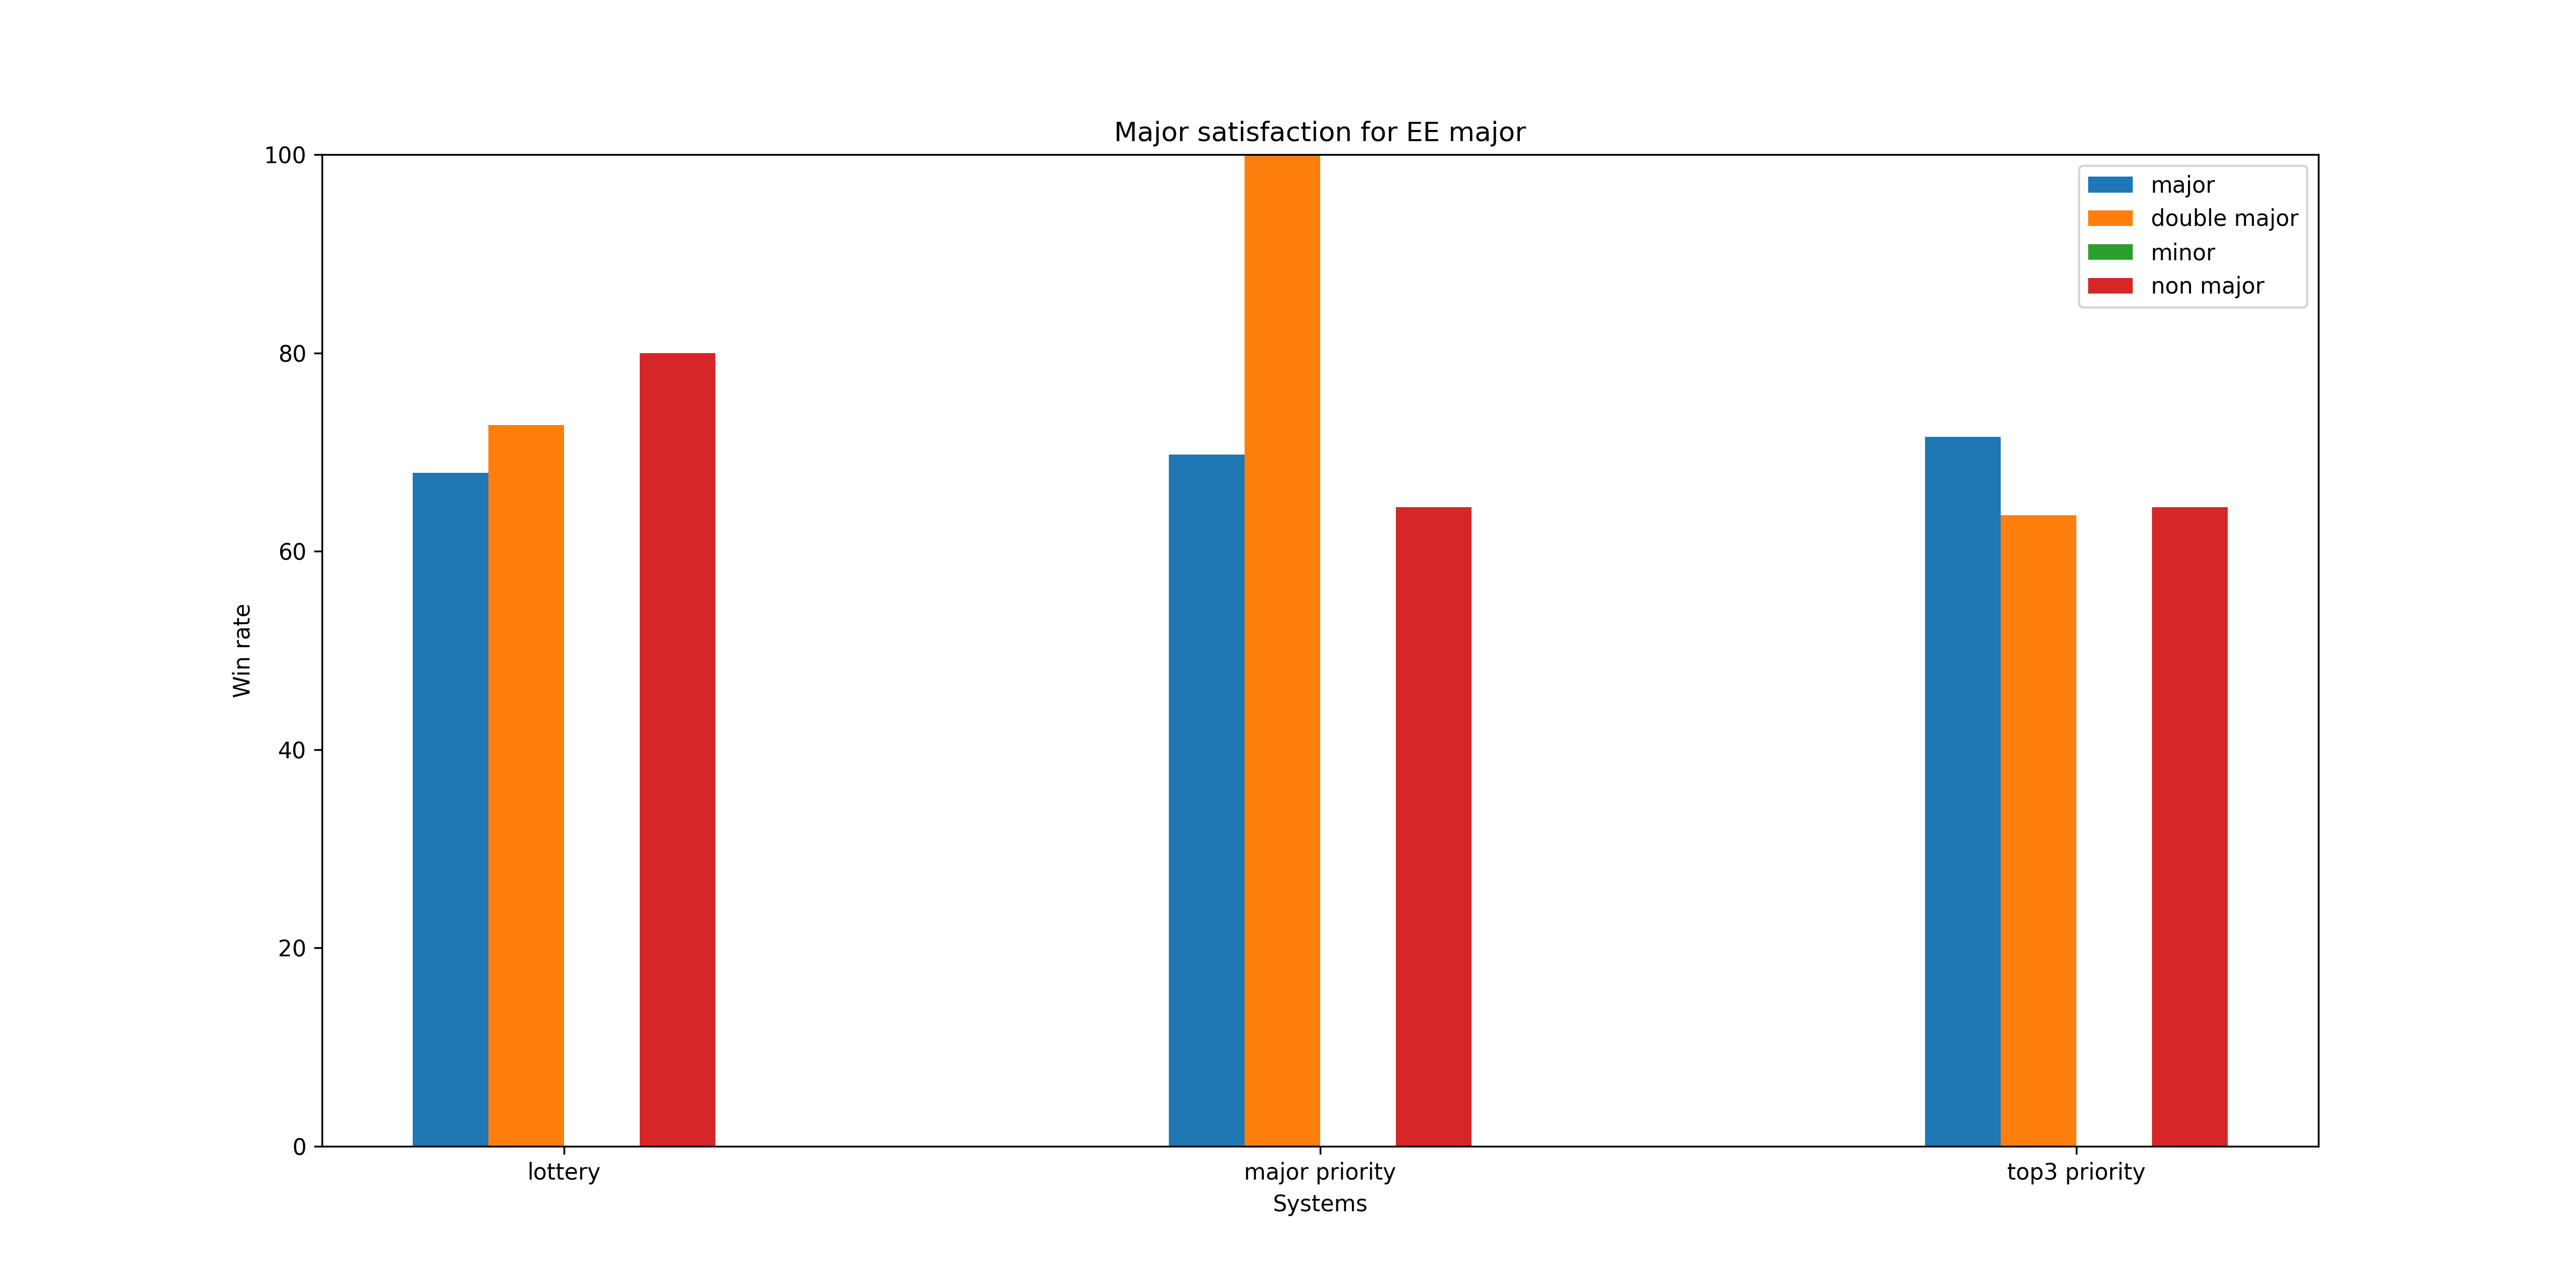 Major satisfaction for EE major
100
80
60
40
20
0
Win rate
major
double major
minor
non major
lottery
major priority
top3 priority
Systems